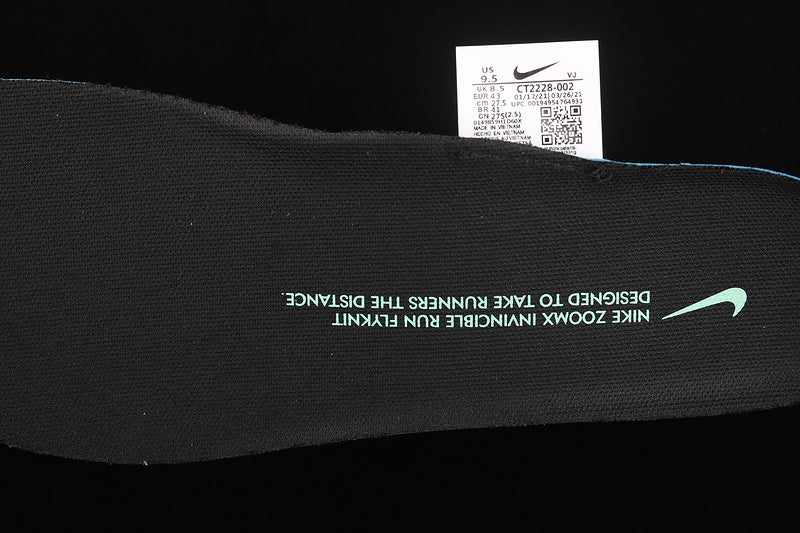 US
9.5
VJ
UK 8.5
CT2228-002
EUR 43
01/17/21 03/26/21
cm 27.5
UPC 00194954764931
BR 41
CN 275(2.5)
MADE IN VIETNAM
HECHO EN VIETNAM
NIKE ZOOMX INVINCIBLE RUN FLYKNIT
DESIGNED TO TAKE RUNNERS THE DISTANCE.